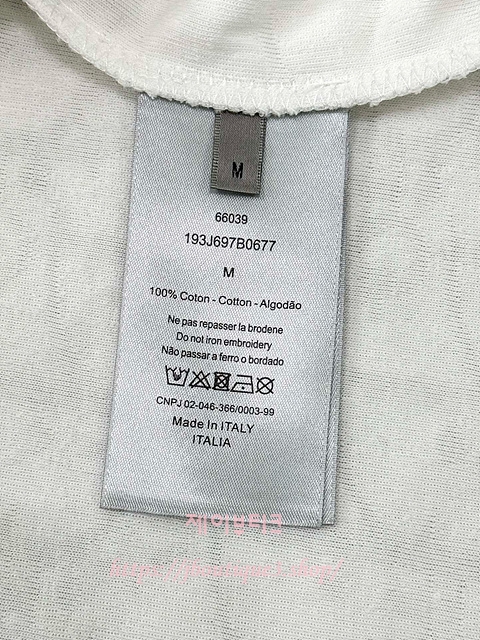 M
66039
193J697B0677
M
100% Coton - Cotton - Algodão
Ne pas repasser la brodene
Do not iron embroidery
Não passar a ferro o bordado
CNPJ 02-046-366/0003-99
Made In ITALY
ITALIA